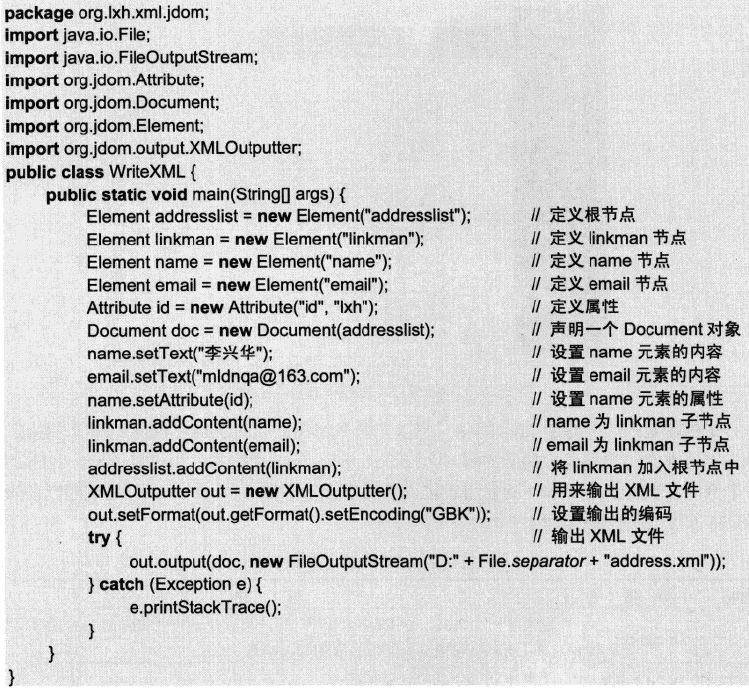 package org.lxh.xml.jdom;
import java.io.File;
import java.io.FileOutputStream;
import org.jdom.Attribute;
import org.jdom.Document;
import org.jdom.Element;
import org.jdom.output.XMLOutputter;
public class WriteXML {
public static void main(String[] args) {
Element addresslist = new Element("addresslist"); // 定义根节点
Element linkman = new Element("linkman"); // 定义 linkman 节点
Element name = new Element("name"); // 定义 name 节点
Element email = new Element("email"); // 定义 email 节点
Attribute id = new Attribute("id", "lxh"); // 定义属性
Document doc = new Document(addresslist); // 声明一个 Document 对象
name.setText("李兴华"); // 设置 name 元素的内容
email.setText("mldnqa@163.com"); // 设置 email 元素的内容
name.setAttribute(id); // 设置 name 元素的属性
linkman.addContent(name); // name 为 linkman 子节点
linkman.addContent(email); // email 为 linkman 子节点
addresslist.addContent(linkman); // 将 linkman 加入根节点中
XMLOutputter out = new XMLOutputter(); // 用来输出 XML 文件
out.setFormat(out.getFormat().setEncoding("GBK")); // 设置输出的编码
try { // 输出 XML 文件
out.output(doc, new FileOutputStream("D:" + File.separator + "address.xml"));
} catch (Exception e) {
e.printStackTrace();
}
}
}